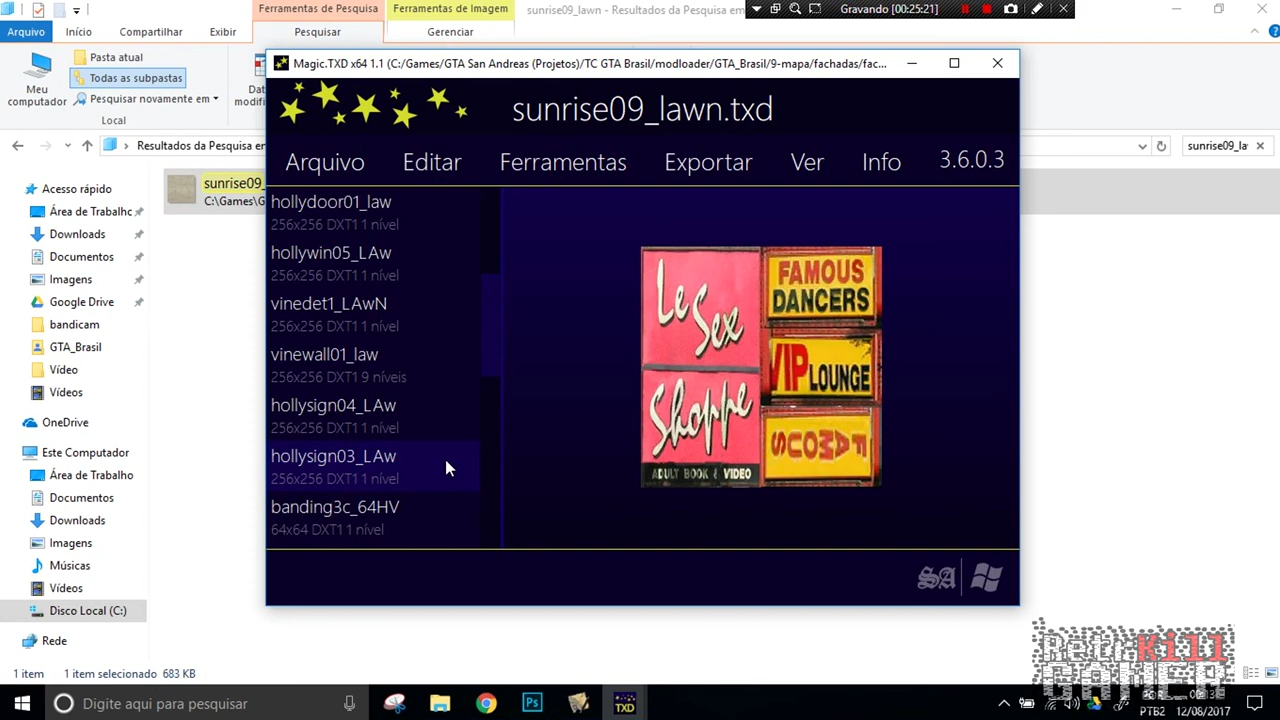 Ferramentas de Pesquisa
Ferramentas de Imagem
sunrise09_lawn - Resultados da Pesquisa em
Gravando [00:25:21]
Arquivo
Início
Compartilhar
Exibir
Pesquisar
Gerenciar
Meu
computador
Pasta atual
Todas as subpastas
Pesquisar novamente em
Local
Resultados da Pesquisa em
sunrise09_la
Magic.TXD x64 1.1 (C:/Games/GTA San Andreas (Projetos)/TC GTA Brasil/modloader/GTA_Brasil/9-mapa/fachadas/fac...
sunrise09_lawn.txd
Arquivo
Editar
Ferramentas
Exportar
Ver
Info
3.6.0.3
sunrise09_
C:\Games\G
Acesso rápido
Área de Trabalho
Downloads
Documentos
Imagens
Google Drive
bandicam
GTA_Brasil
Vídeo
Vídeos
OneDrive
Este Computador
Área de Trabalho
Documentos
Downloads
Imagens
Músicas
Vídeos
Disco Local (C:)
Rede
hollydoor01_law
256x256 DXT1 1 nível
hollywin05_LAw
256x256 DXT1 1 nível
vinedet1_LAwN
256x256 DXT1 1 nível
vinewall01_law
256x256 DXT1 9 níveis
hollysign04_LAw
256x256 DXT1 1 nível
hollysign03_LAw
256x256 DXT1 1 nível
banding3c_64HV
64x64 DXT1 1 nível
Le
Sex
Shoppe
ADULT BOOK & VIDEO
FAMOUS
DANCERS
VIP LOUNGE
SA
1 item
1 item selecionado 683 KB
RetroKill
GAMER
Digite aqui para pesquisar
Ps
TXD
PTB2
12/08/2017